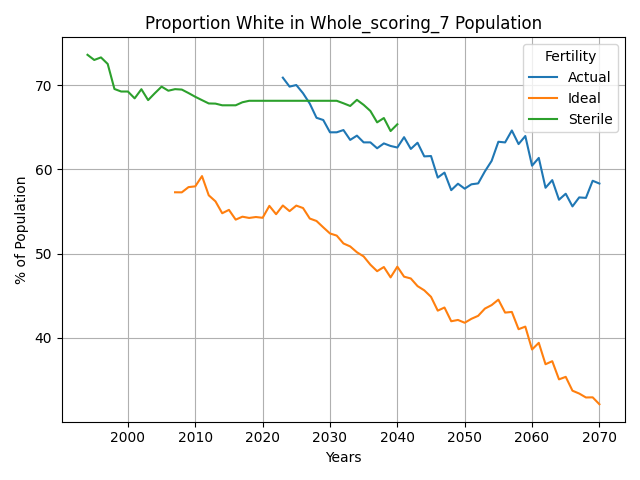 Proportion White in Whole_scoring_7 Population
Fertility
Actual
Ideal
Sterile
% of Population
70
60
50
40
2000
2010
2020
2030
2040
2050
2060
2070
Years